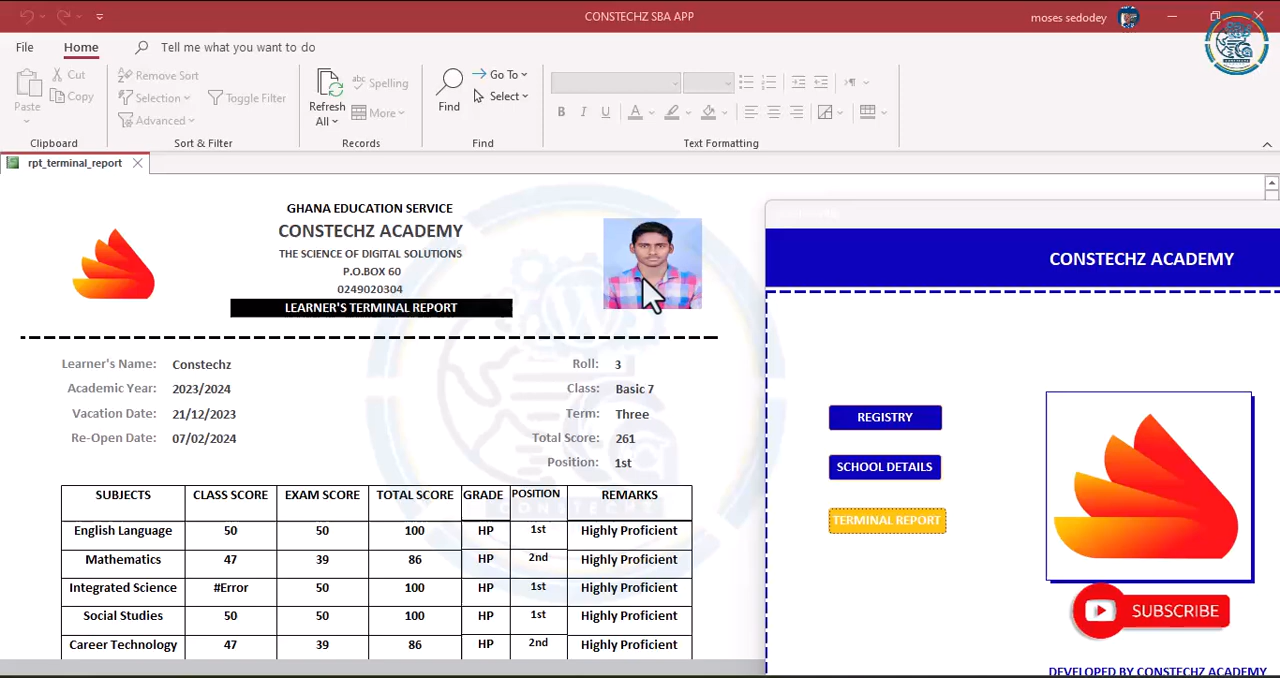 CONSTECHZ SBA APP
moses sedodey
File
Home
Tell me what you want to do
Paste
Cut
Copy
Clipboard
Remove Sort
Selection
Advanced
Toggle Filter
Sort & Filter
Refresh
All
abc Spelling
More
Records
Find
Go To
Select
Find
B I U A
Text Formatting
rpt_terminal_report
GHANA EDUCATION SERVICE
CONSTECHZ ACADEMY
THE SCIENCE OF DIGITAL SOLUTIONS
P.O.BOX 60
0249020304
LEARNER'S TERMINAL REPORT
Learner's Name: Constechz
Academic Year: 2023/2024
Vacation Date: 21/12/2023
Re-Open Date: 07/02/2024
Roll: 3
Class: Basic 7
Term: Three
Total Score: 261
Position: 1st
SUBJECTS CLASS SCORE EXAM SCORE TOTAL SCORE GRADE POSITION REMARKS
English Language 50 50 100 HP 1st Highly Proficient
Mathematics 47 39 86 HP 2nd Highly Proficient
Integrated Science #Error 50 100 HP 1st Highly Proficient
Social Studies 50 50 100 HP 1st Highly Proficient
Career Technology 47 39 86 HP 2nd Highly Proficient
CONSTECHZ
CONSTECHZ ACADEMY
REGISTRY
SCHOOL DETAILS
TERMINAL REPORT
SUBSCRIBE
DEVELOPED BY CONSTECHZ ACADEMY